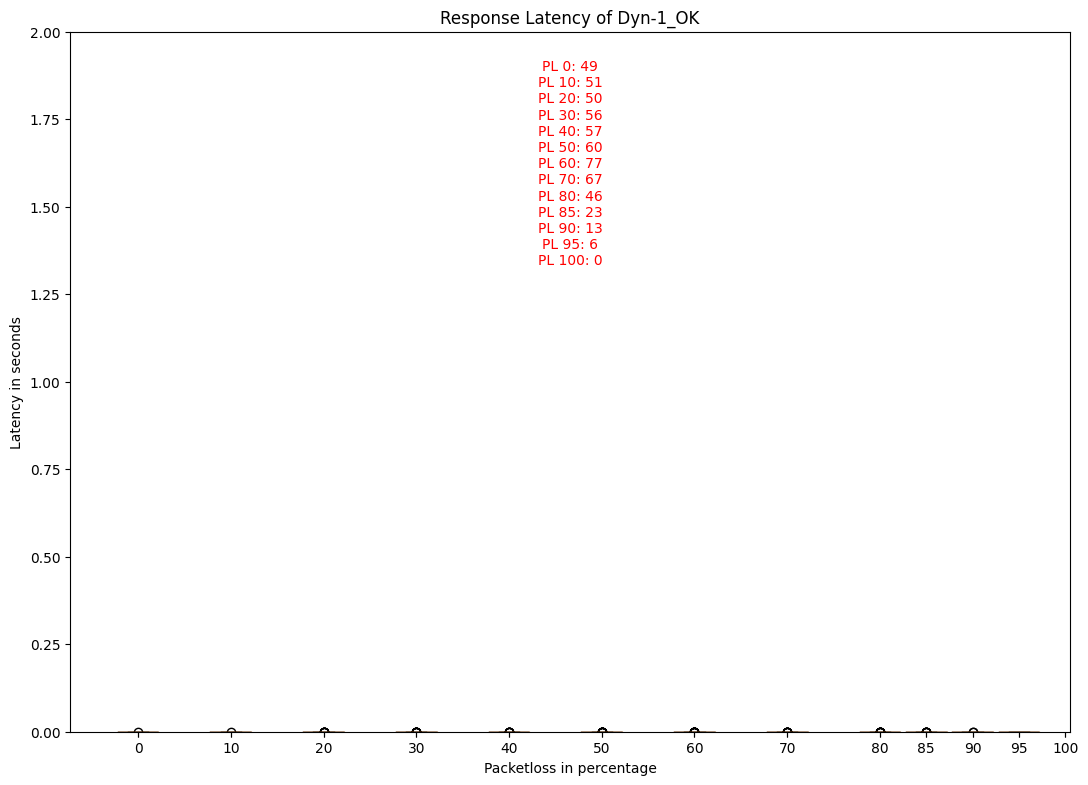 Response Latency of Dyn-1_OK
2.00
1.75
1.50
1.25
1.00
0.75
0.50
0.25
0.00
Latency in seconds
PL 0: 49
PL 10: 51
PL 20: 50
PL 30: 56
PL 40: 57
PL 50: 60
PL 60: 77
PL 70: 67
PL 80: 46
PL 85: 23
PL 90: 13
PL 95: 6
PL 100: 0
0 10 20 30 40 50 60 70 80 85 90 95 100
Packetloss in percentage